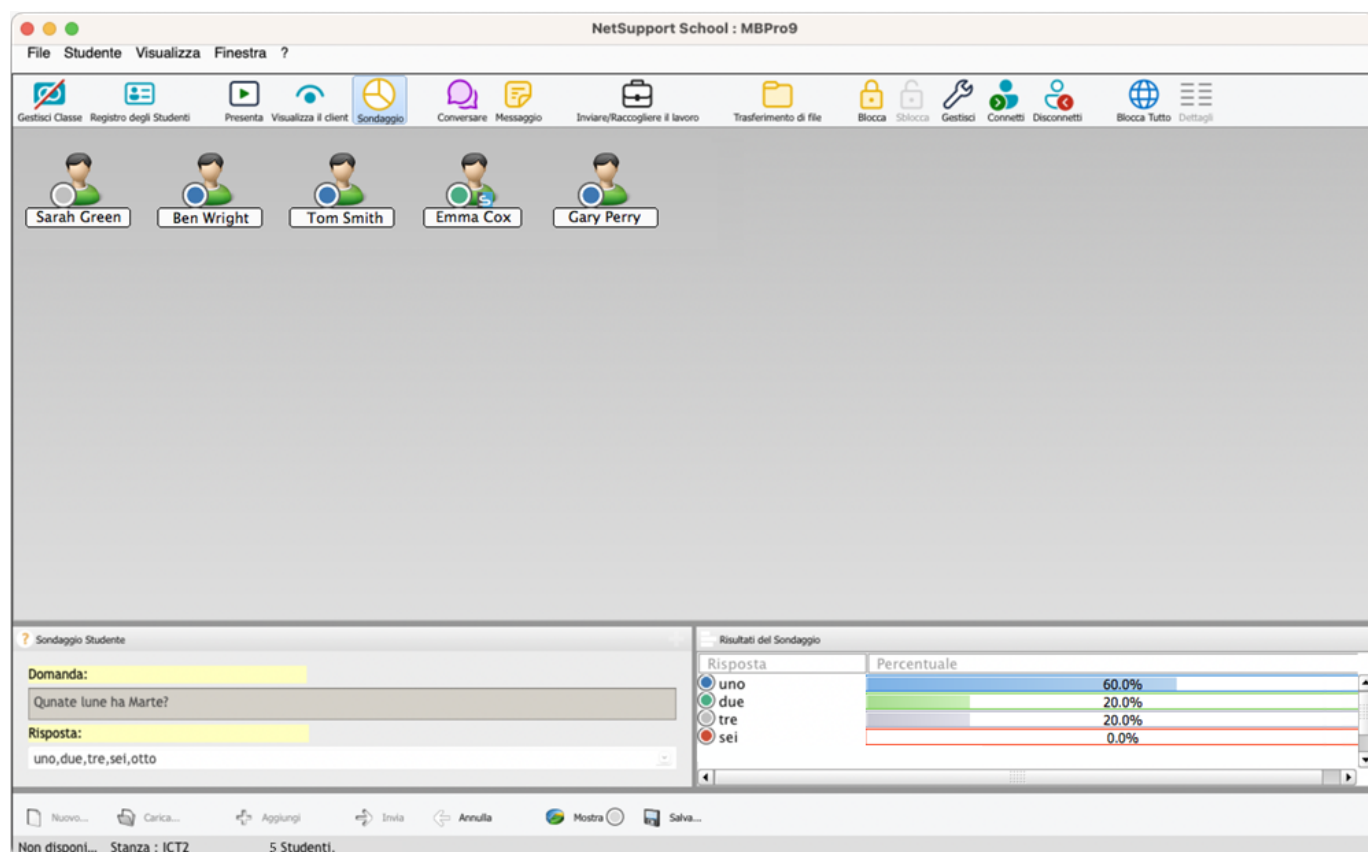 NetSupport School : MBPro9
File Studente Visualizza Finestra ?
Gestisci Classe Registro degli Studenti Presenta Visualizza il client Sondaggio Conversare Messaggio Inviare/Raccogliere il lavoro Trasferimento di file Blocca Sblocca Gestisci Connetti Disconnetti Blocca Tutto Dettagli
Sarah Green Ben Wright Tom Smith Emma Cox Gary Perry
? Sondaggio Studente
Domanda:
Qunate lune ha Marte?
Risposta:
uno,due,tre,sei,otto
Risultati del Sondaggio
Risposta Percentuale
uno 60.0%
due 20.0%
tre 20.0%
sei 0.0%
Nuovo... Carica... Aggiungi Invia Annulla Mostra Salva...
Non disponi... Stanza : ICT2 5 Studenti.